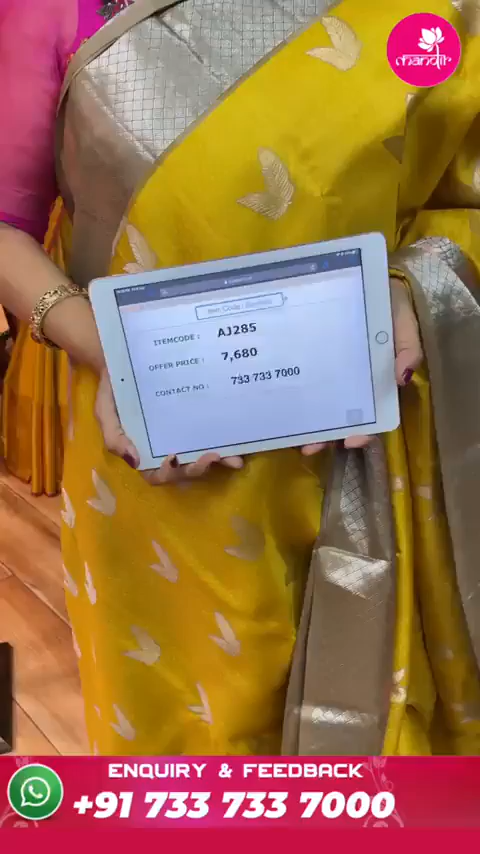 mandir
ITEMCODE : AJ285
OFFER PRICE : 7,680
CONTACT NO : 733 733 7000
ENQUIRY & FEEDBACK
+91 733 733 7000